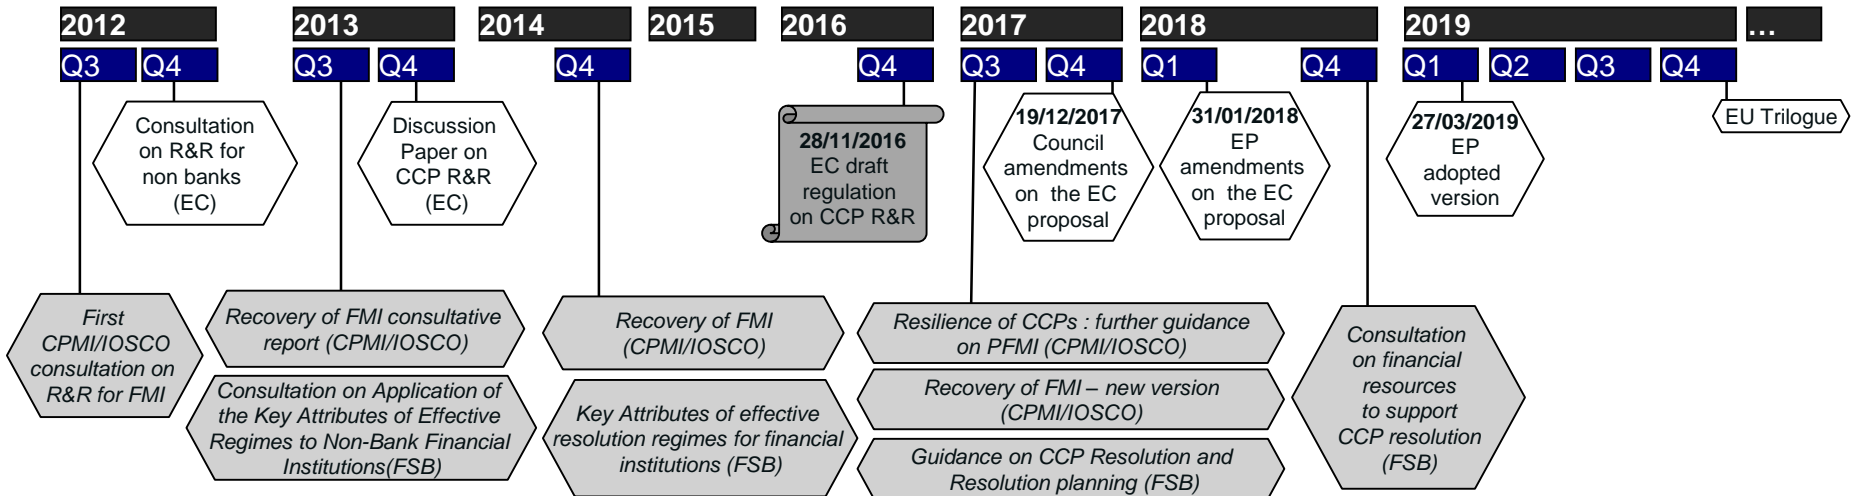 2012
2013
2014
2015
2016
2017
2018
2019
...
Q3
Q4
Q3
Q4
Q4
Q4
Q3
Q4
Q1
Q4
Q1
Q2
Q3
Q4
Consultation
on R&R for
non banks
(EC)
Discussion
Paper on
CCP R&R
(EC)
28/11/2016
EC draft
regulation
on CCP R&R
19/12/2017
Council
amendments
on the EC
proposal
31/01/2018
EP
amendments
on the EC
proposal
27/03/2019
EP
adopted
version
EU Trilogue
First
CPMI/IOSCO
consultation on
R&R for FMI
Recovery of FMI consultative
report (CPMI/IOSCO)
Consultation on Application of
the Key Attributes of Effective
Regimes to Non-Bank Financial
Institutions(FSB)
Recovery of FMI
(CPMI/IOSCO)
Key Attributes of effective
resolution regimes for financial
institutions (FSB)
Resilience of CCPs : further guidance
on PFMI (CPMI/IOSCO)
Recovery of FMI – new version
(CPMI/IOSCO)
Guidance on CCP Resolution and
Resolution planning (FSB)
Consultation
on financial
resources
to support
CCP resolution
(FSB)